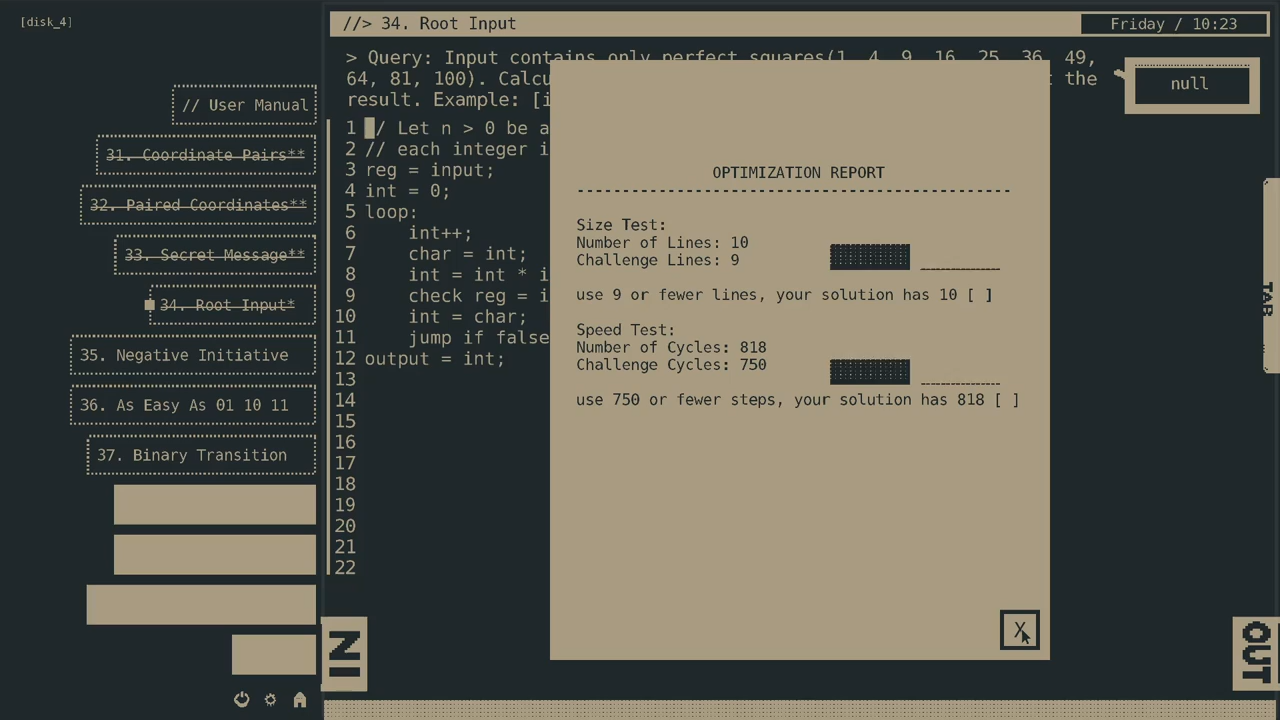 [disk_4]
// User Manual
31. Coordinate Pairs**
32. Paired Coordinates**
33. Secret Message**
34. Root Input*
35. Negative Initiative
36. As Easy As 01 10 11
37. Binary Transition
//> 34. Root Input
Friday / 10:23
> Query: Input contains only perfect squares(1, 4, 9, 16, 25, 36, 49,
64, 81, 100). Calcu the
result. Example: [i
null
1 / Let n > 0 be a
2 // each integer i
3 reg = input;
4 int = 0;
5 loop:
6 int++;
7 char = int;
8 int = int * i
9 check reg = i
10 int = char;
11 jump if false
12 output = int;
13
14
15
16
17
18
19
20
21
22
OPTIMIZATION REPORT
Size Test:
Number of Lines: 10
Challenge Lines: 9
use 9 or fewer lines, your solution has 10 [ ]
Speed Test:
Number of Cycles: 818
Challenge Cycles: 750
use 750 or fewer steps, your solution has 818 [ ]
X
TAB
IN
OUT